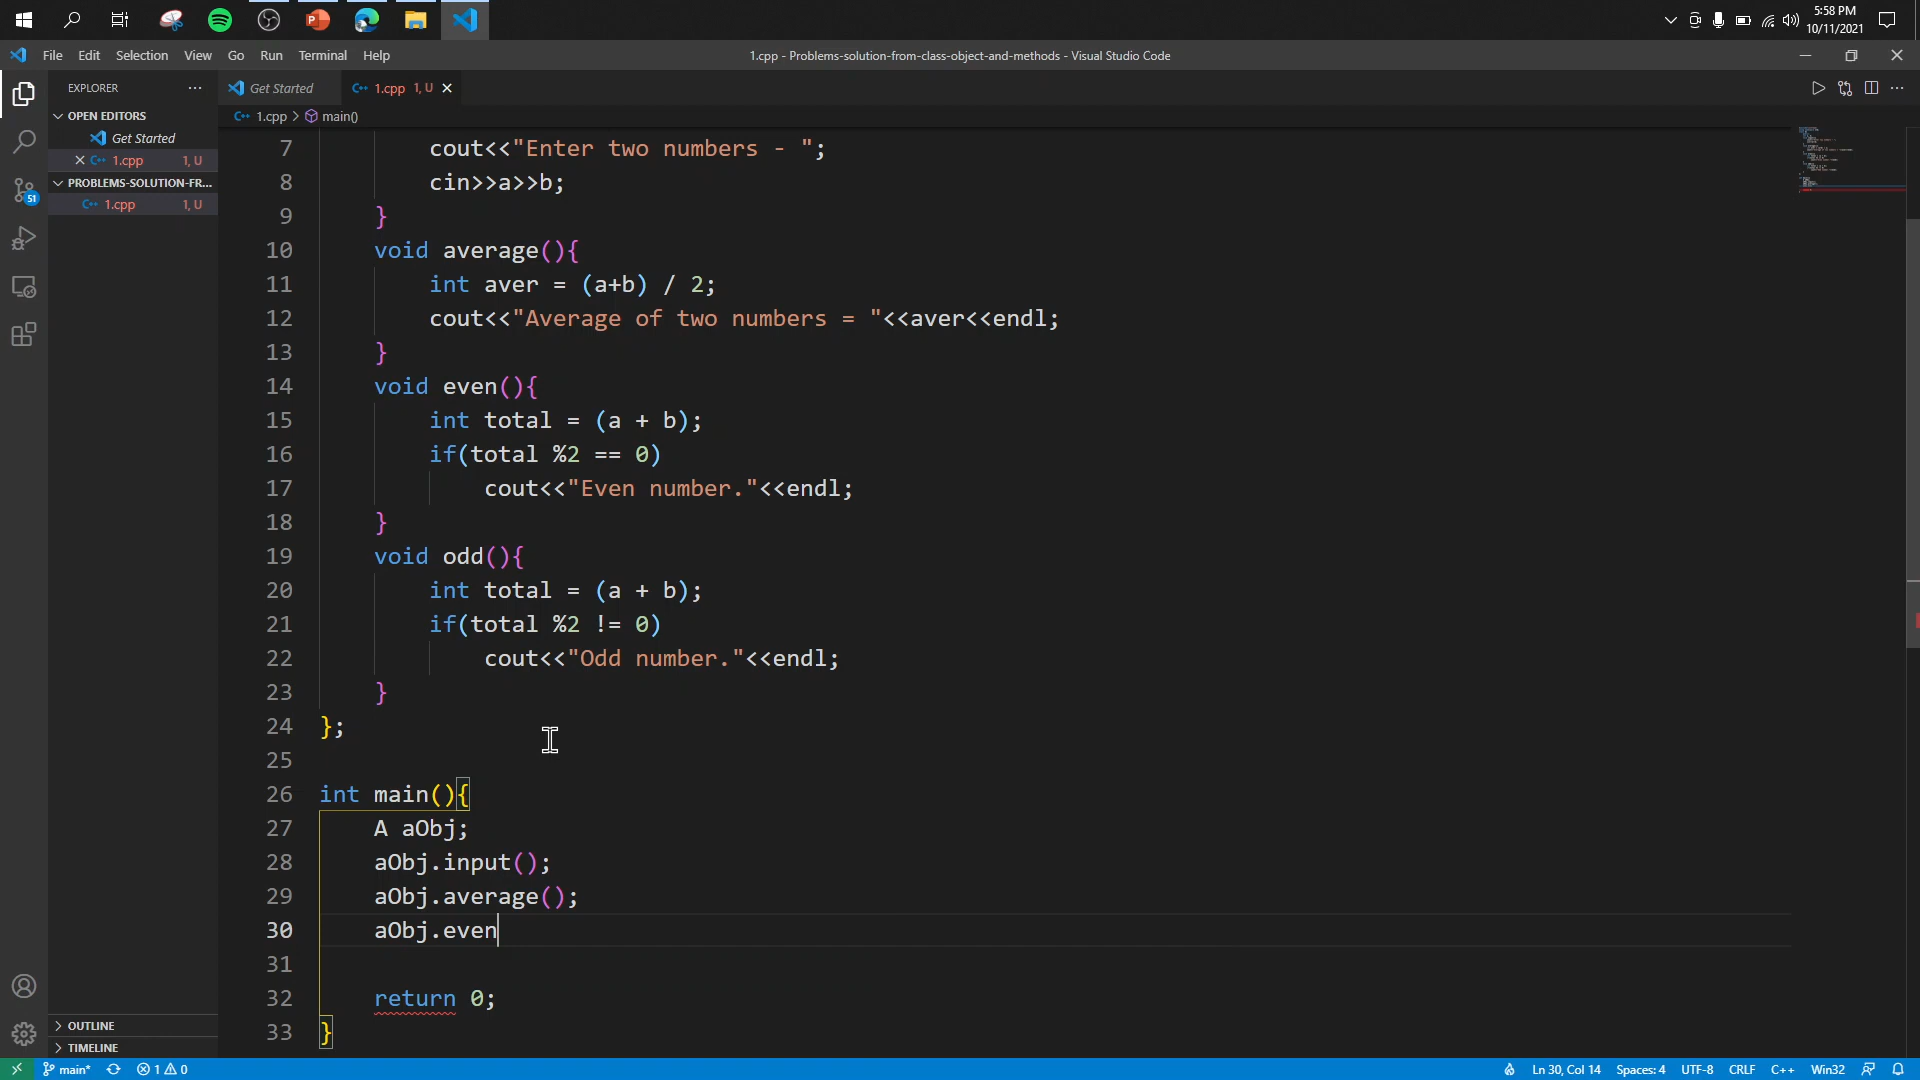 5:58 PM
10/11/2021
File Edit Selection View Go Run Terminal Help
1.cpp - Problems-solution-from-class-object-and-methods - Visual Studio Code
EXPLORER
OPEN EDITORS
Get Started
1.cpp 1, U
PROBLEMS-SOLUTION-FR...
1.cpp 1, U
51
OUTLINE
TIMELINE
Get Started 1.cpp 1, U
1.cpp > main()
7 cout<<"Enter two numbers - ";
8 cin>>a>>b;
9 }
10 void average(){
11 int aver = (a+b) / 2;
12 cout<<"Average of two numbers = "<<aver<<endl;
13 }
14 void even(){
15 int total = (a + b);
16 if(total %2 == 0)
17 cout<<"Even number."<<endl;
18 }
19 void odd(){
20 int total = (a + b);
21 if(total %2 != 0)
22 cout<<"Odd number."<<endl;
23 }
24 };
25
26 int main(){
27 A aObj;
28 aObj.input();
29 aObj.average();
30 aObj.even
31
32 return 0;
33 }
main* 1 0 Ln 30, Col 14 Spaces: 4 UTF-8 CRLF C++ Win32